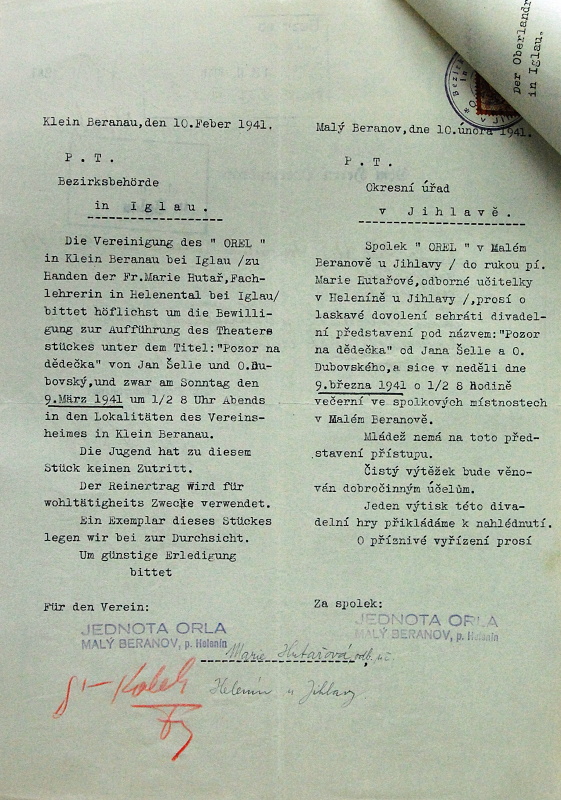 Der Oberlandr
in Iglau.
Klein Beranau,den 10.Feber 1941.
P.T.
Bezirksbehörde
in Iglau.
Die Vereinigung des " OREL "
in Klein Beranau bei Iglau /zu
Handen der Fr.Marie Hutař,Fach-
lehrerin in Helenental bei Iglau/
bittet höflichst um die Bewilli-
gung zur Aufführung des Theaters
stückes unter dem Titel:"Pozor na
dědečka" von Jan Šelle und O.Du-
bovský,und zwar am Sonntag den
9.März 1941 um 1/2 8 Uhr Abends
in den Lokalitäten des Vereins-
heimes in Klein Beranau.
Die Jugend hat zu diesem
Stück keinen Zutritt.
Der Reinertrag wird für
wohltätigheits Zwecke verwendet.
Ein Exemplar dieses Stückes
legen wir bei zur Durchsicht.
Um günstige Erledigung
bittet
Für den Verein:
JEDNOTA ORLA
MALÝ BERANOV, p. Helenín
Malý Beranov,dne 10.února 1941.
P.T.
Okresní úřad
v Jihlavě.
Spolek " OREL " v Malém
Beranově u Jihlavy / do rukou pí.
Marie Hutařové,odborné učitelky
v Heleníně u Jihlavy /,prosí o
laskavé dovolení sehráti divadel-
ní představení pod názvem:"Pozor
na dědečka" od Jana Šelle a O.
Dubovského,a sice v neděli dne
9.března 1941 o 1/2 8 hodině
večerní ve spolkových místnostech
v Malém Beranově.
Mládež nemá na toto před-
stavení přístupu.
Čistý výtěžek bude věno-
ván dobročinným účelům.
Jeden výtisk této diva-
delní hry přikládáme k nahlédnutí.
O příznivé vyřízení prosí
Za spolek:
JEDNOTA ORLA
MALÝ BERANOV, p. Helenín
Marie Hutařová odb. uč.
Helenín u Jihlavy